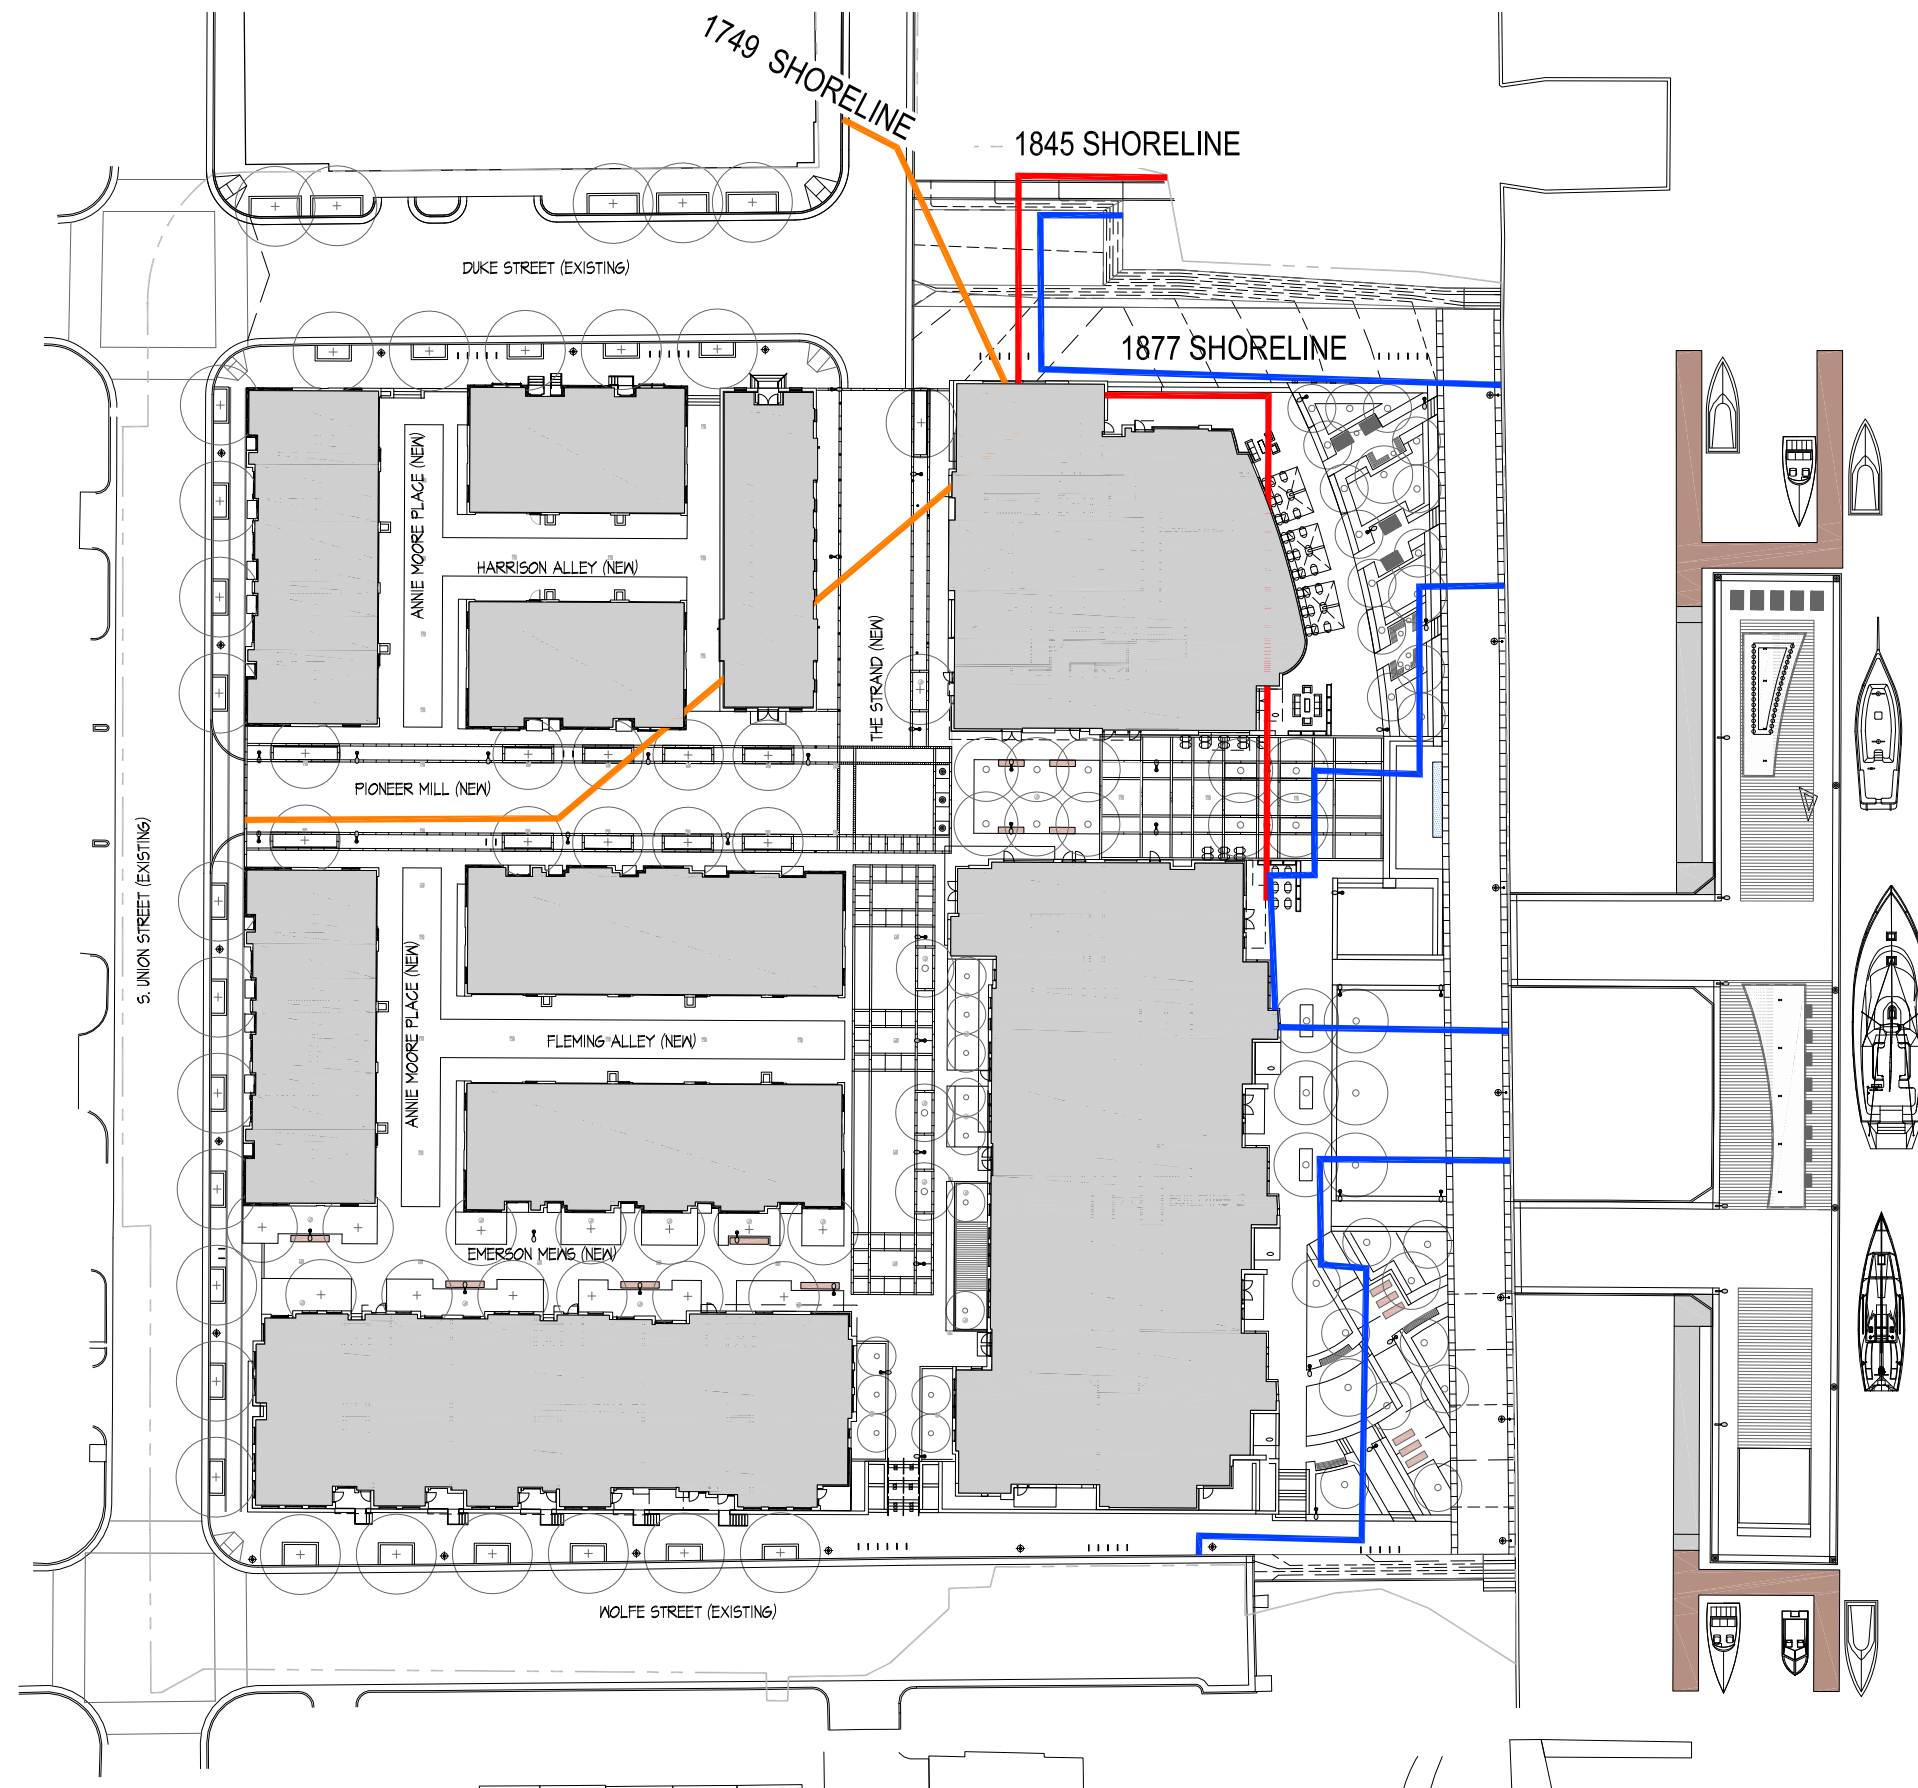 1749 SHORELINE
1845 SHORELINE
DUKE STREET (EXISTING)
1877 SHORELINE
ANNIE MOORE PLACE (NEW)
HARRISON ALLEY (NEW)
THE STRAND (NEW)
PIONEER MILL (NEW)
S. UNION STREET (EXISTING)
ANNIE MOORE PLACE (NEW)
FLEMING ALLEY (NEW)
EMERSON MEWS (NEW)
WOLFE STREET (EXISTING)